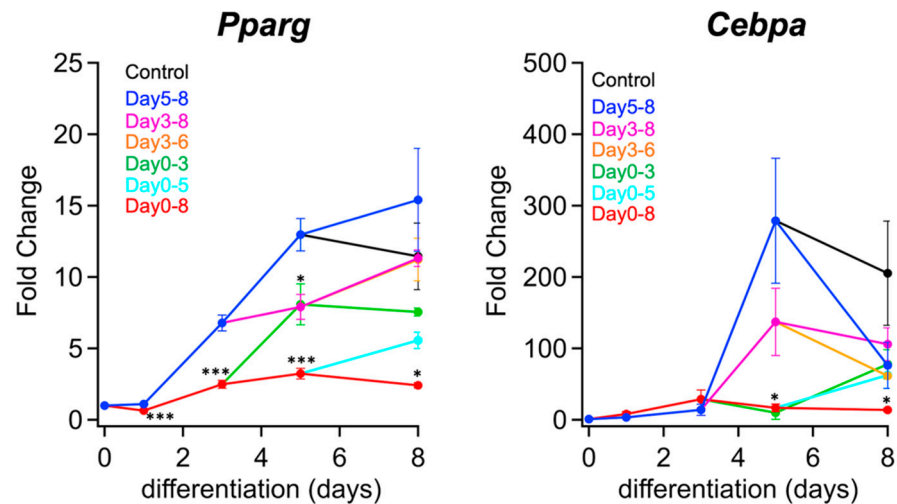 Pparg
25
20
15
10
5
0
Fold Change
Control
Day5-8
Day3-8
Day3-6
Day0-3
Day0-5
Day0-8
*
***
***
***
*
0 2 4 6 8
differentiation (days)
Cebpa
500
400
300
200
100
0
Fold Change
Control
Day5-8
Day3-8
Day3-6
Day0-3
Day0-5
Day0-8
*
*
0 2 4 6 8
differentiation (days)